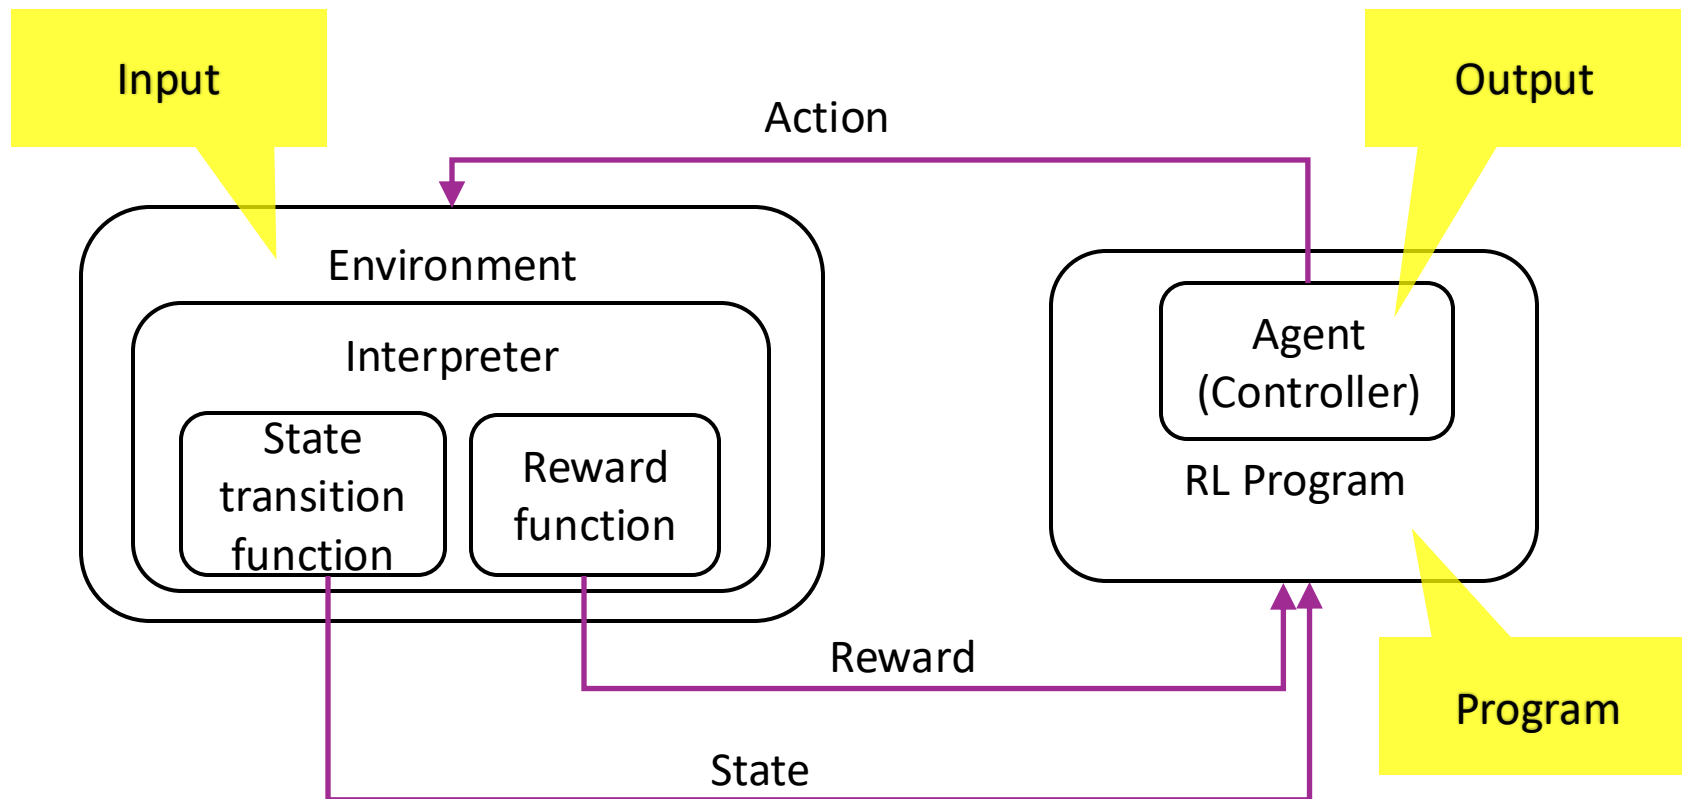 Input
Output
Action
Environment
Interpreter
State
transition
function
Reward
function
Agent
(Controller)
RL Program
Reward
Program
State